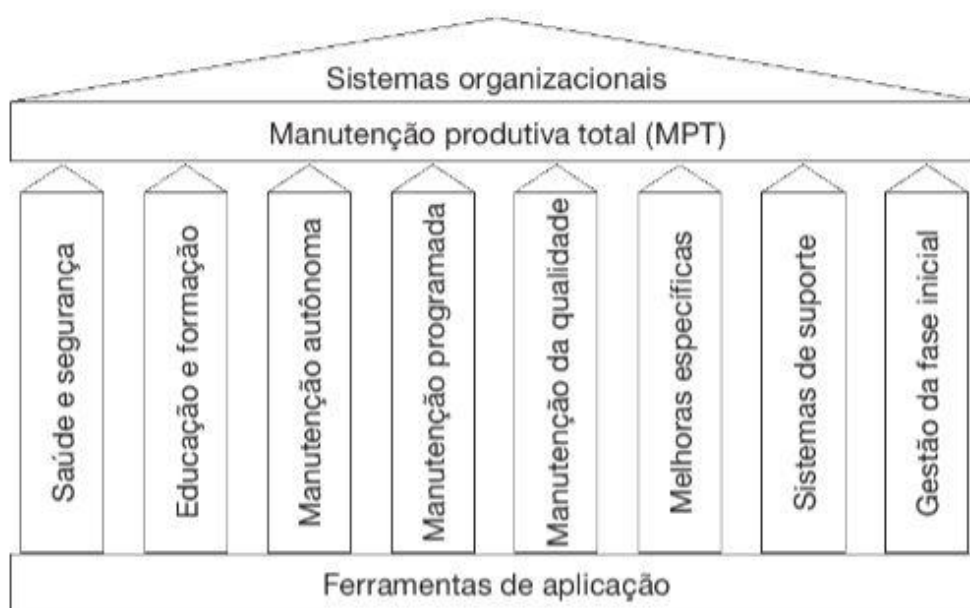 Sistemas organizacionais
Manutenção produtiva total (MPT)
Saúde e segurança
Educação e formação
Manutenção autônoma
Manutenção programada
Manutenção da qualidade
Melhoras específicas
Sistemas de suporte
Gestão da fase inicial
Ferramentas de aplicação